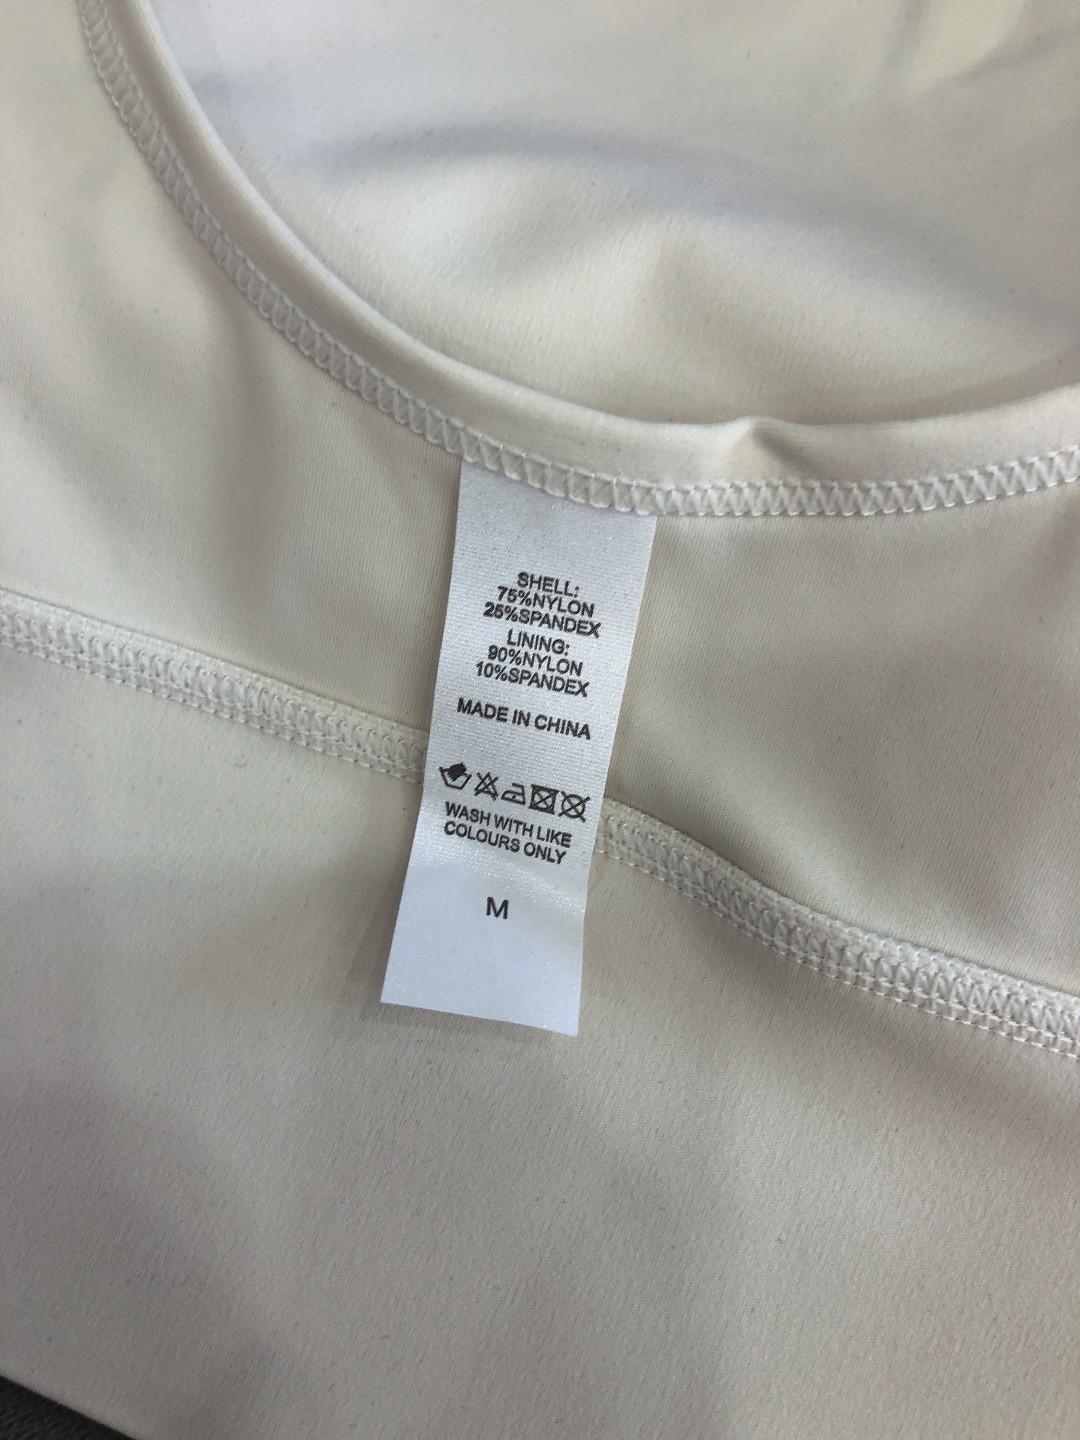 SHELL:
75%NYLON
25%SPANDEX
LINING:
90%NYLON
10%SPANDEX
MADE IN CHINA
WASH WITH LIKE
COLOURS ONLY
M